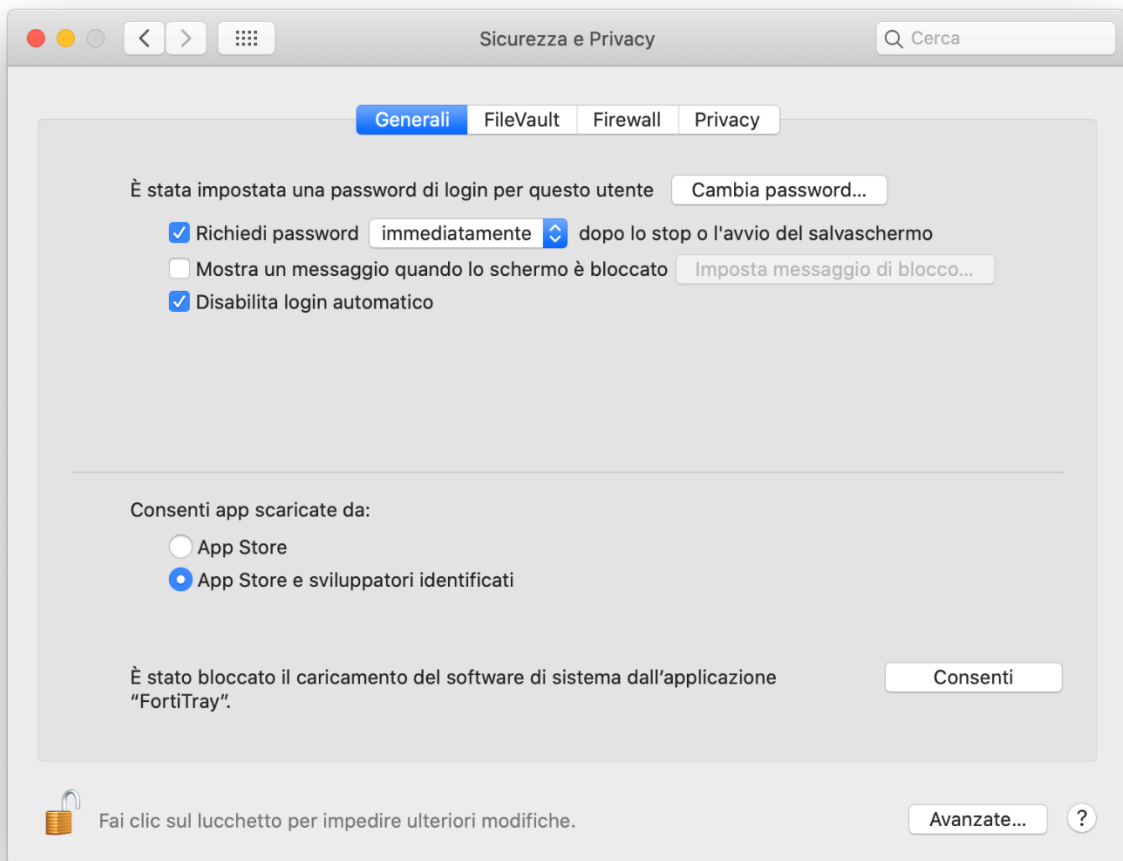 Sicurezza e Privacy
Cerca
Generali FileVault Firewall Privacy
È stata impostata una password di login per questo utente Cambia password...
Richiedi password immediatamente dopo lo stop o l'avvio del salvaschermo
Mostra un messaggio quando lo schermo è bloccato Imposta messaggio di blocco...
Disabilita login automatico
Consenti app scaricate da:
App Store
App Store e sviluppatori identificati
È stato bloccato il caricamento del software di sistema dall’applicazione
“FortiTray”.
Consenti
Fai clic sul lucchetto per impedire ulteriori modifiche.
Avanzate...
?